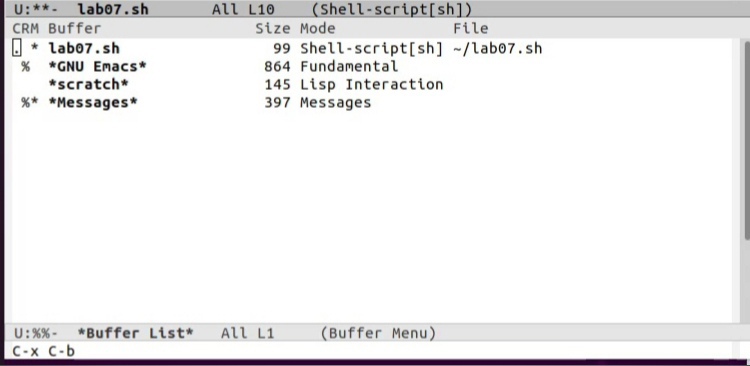 U:**-  lab07.sh       All L10    (Shell-script[sh])
CRM Buffer                 Size Mode             File
. * lab07.sh                 99 Shell-script[sh] ~/lab07.sh
 %  *GNU Emacs*             864 Fundamental
    *scratch*               145 Lisp Interaction
 %* *Messages*              397 Messages
U:%%-  *Buffer List*   All L1     (Buffer Menu)
C-x C-b